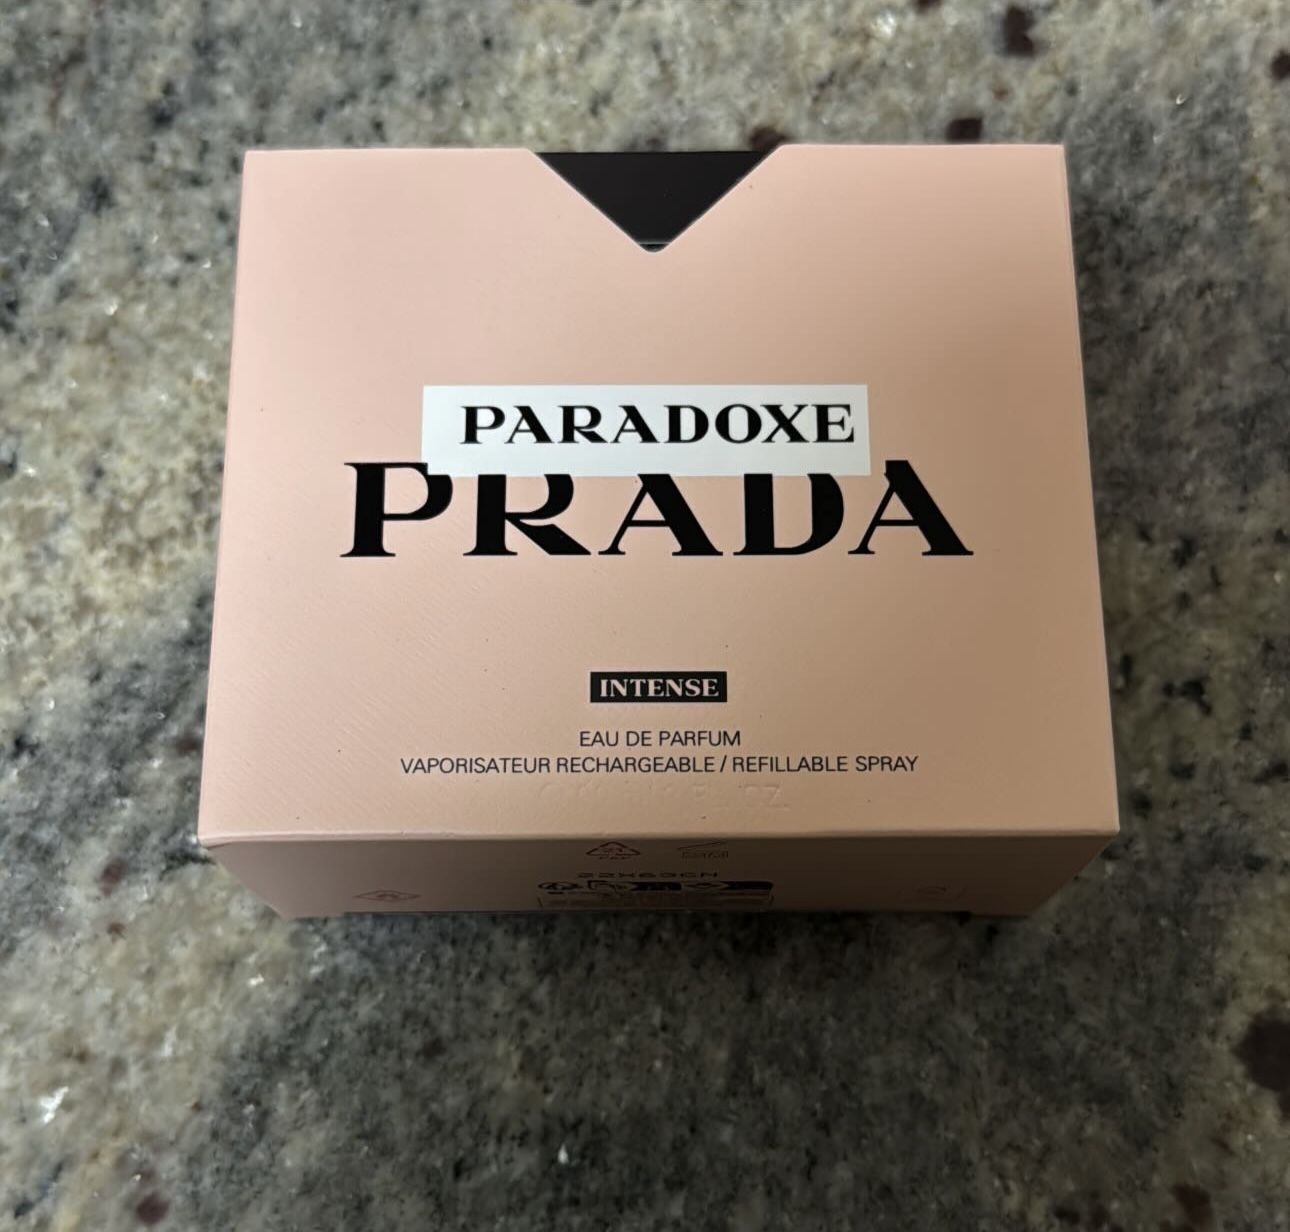 PARADOXE
PRADA
INTENSE
EAU DE PARFUM
VAPORISATEUR RECHARGEABLE / REFILLABLE SPRAY